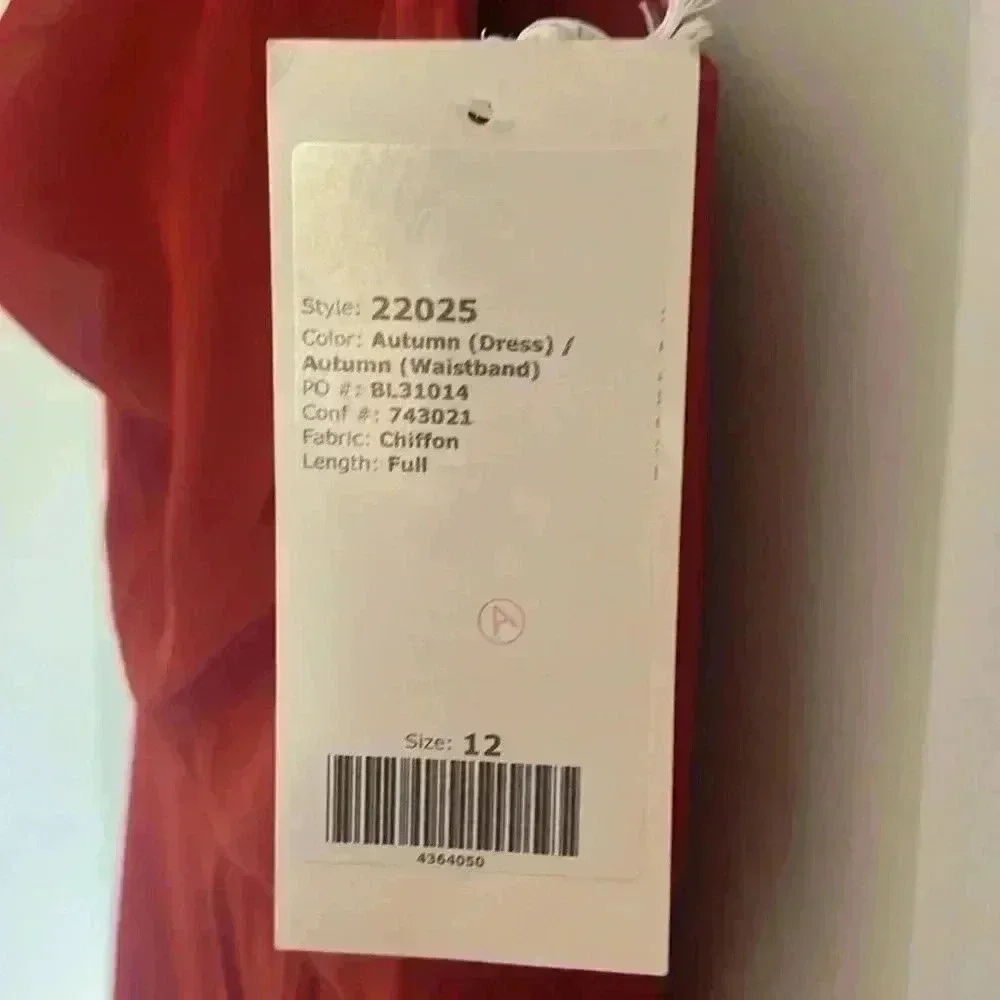 Style: 22025
Color: Autumn (Dress) /
Autumn (Waistband)
PO #: BL31014
Conf #: 743021
Fabric: Chiffon
Length: Full
A
Size: 12
4364050